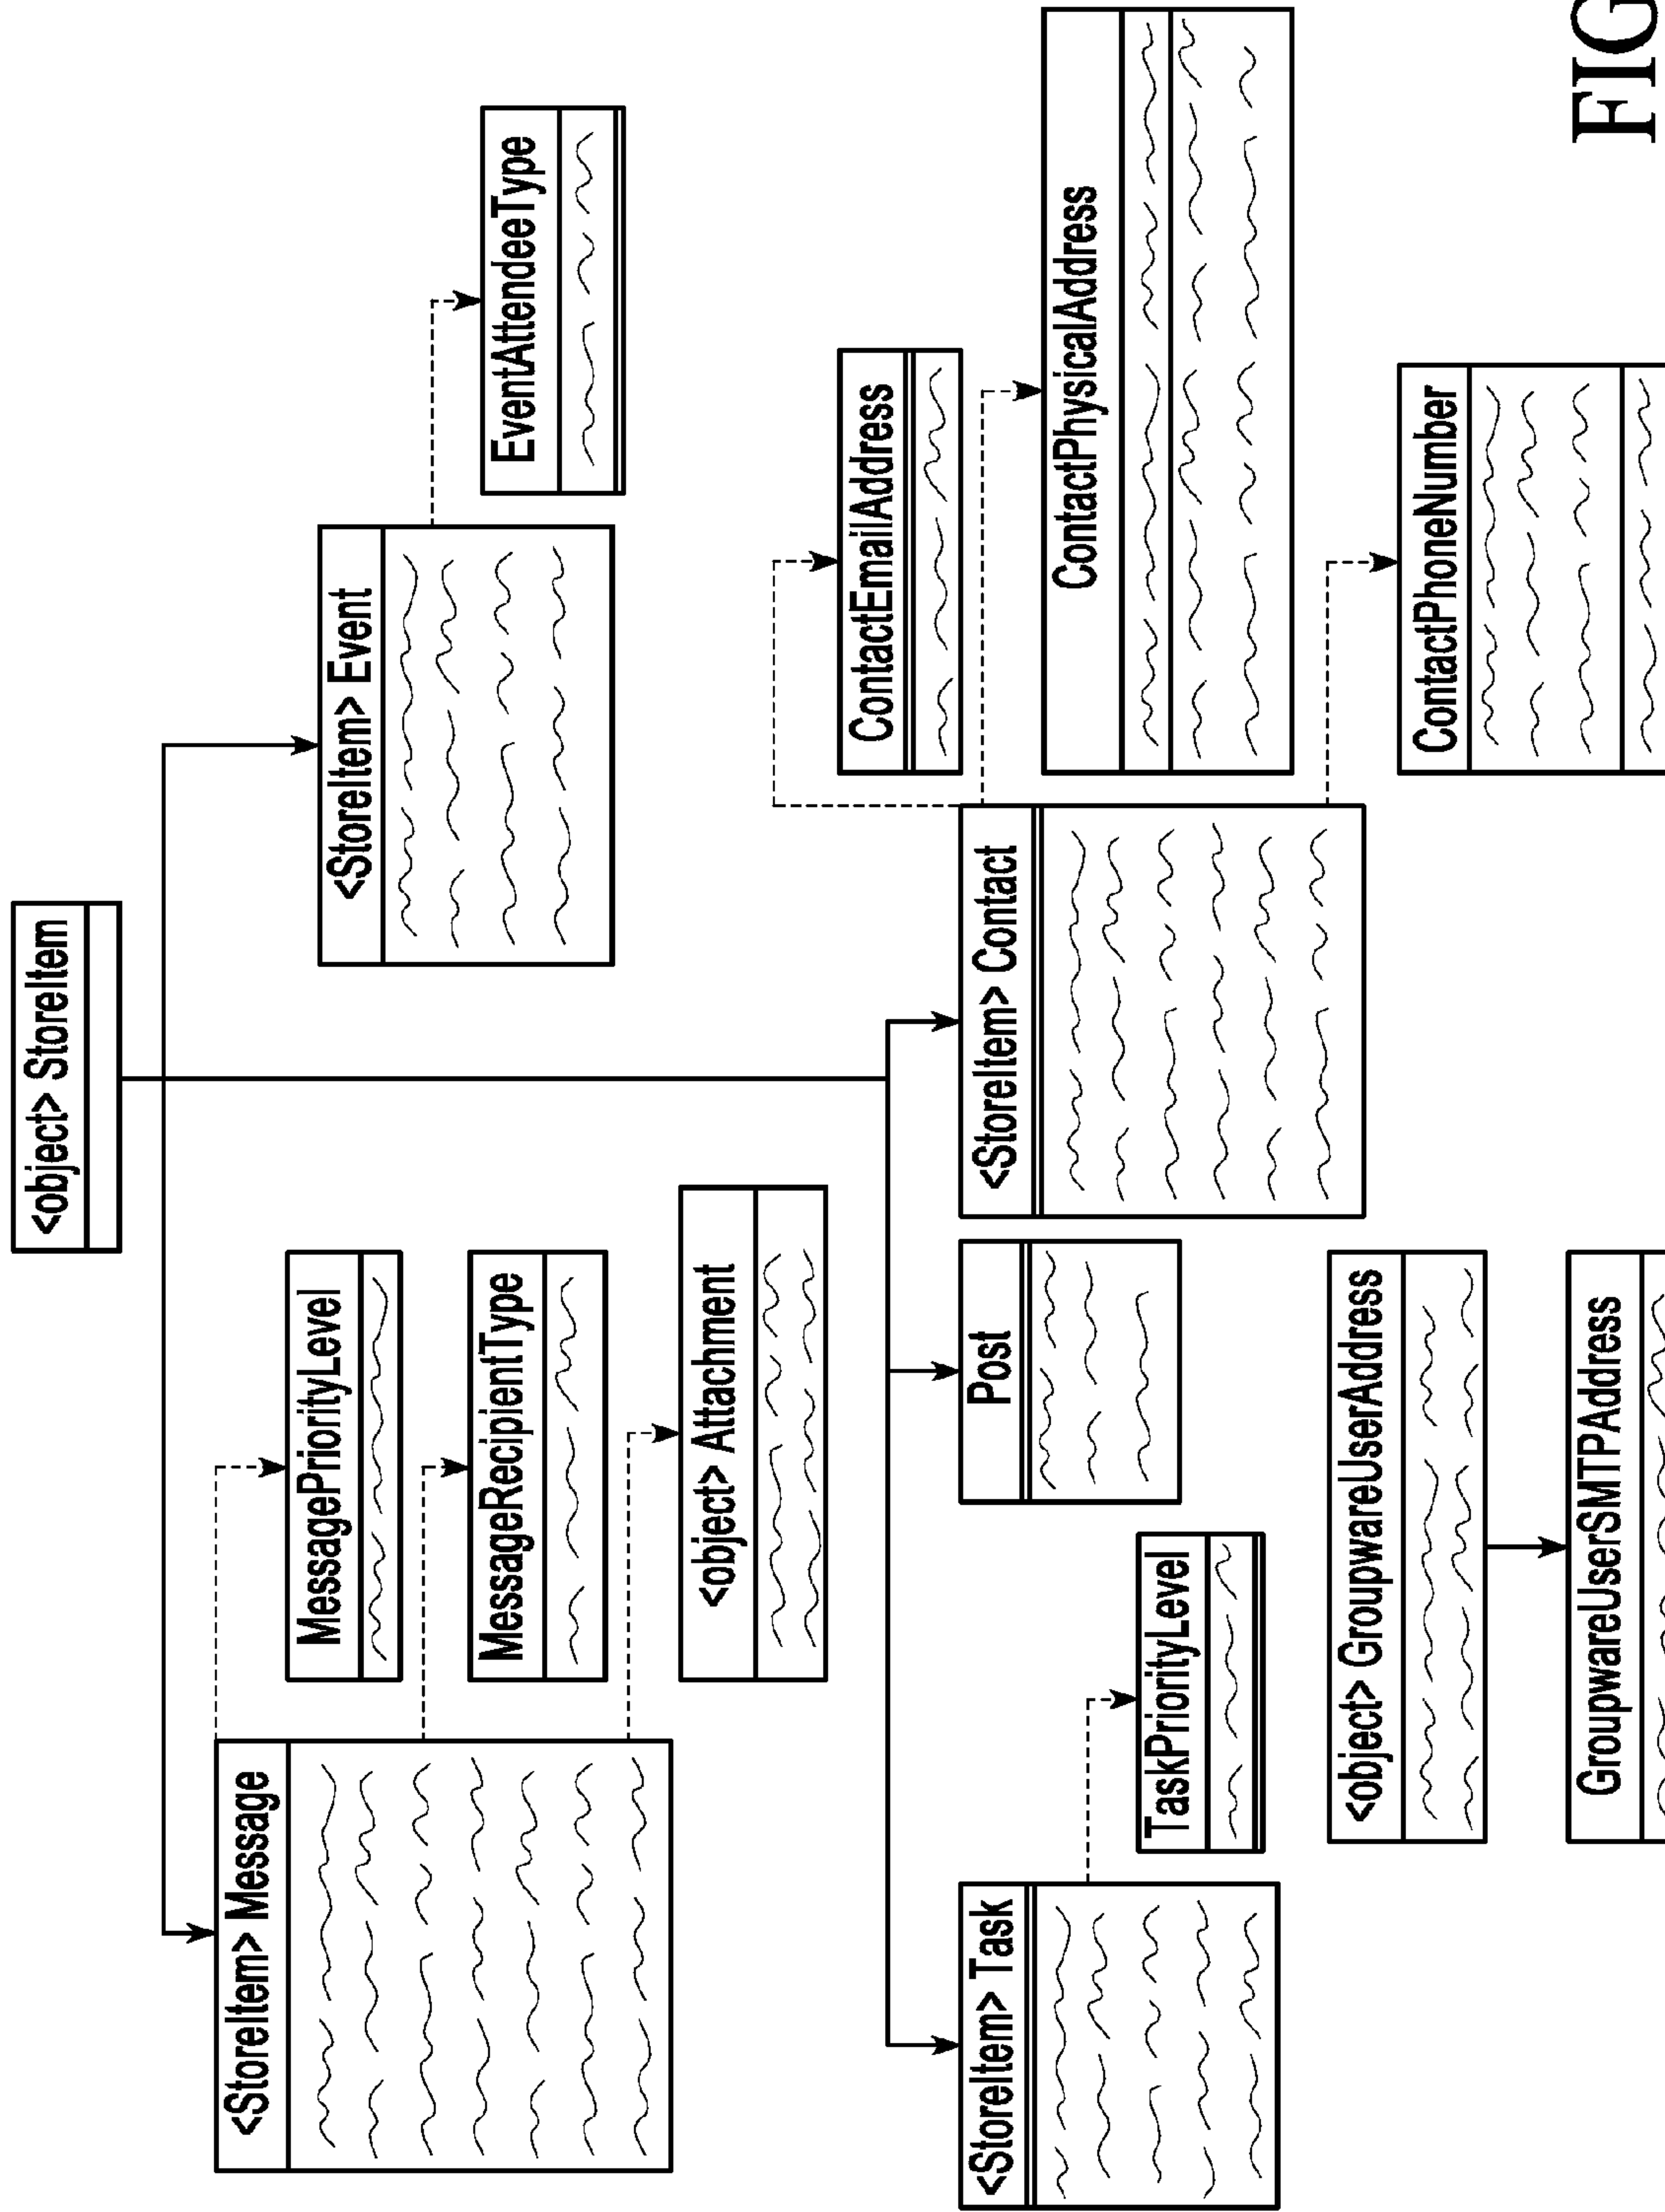 <object> StoreItem
<StoreItem> Message
MessagePriorityLevel
<StoreItem> Event
MessageRecipientType
EventAttendeeType
<object> Attachment
ContactEmailAddress
<StoreItem> Task
Post
<StoreItem> Contact
ContactPhysicalAddress
TaskPriorityLevel
<object> GroupwareUserAddress
ContactPhoneNumber
GroupwareUserSMTPAddress
FIG